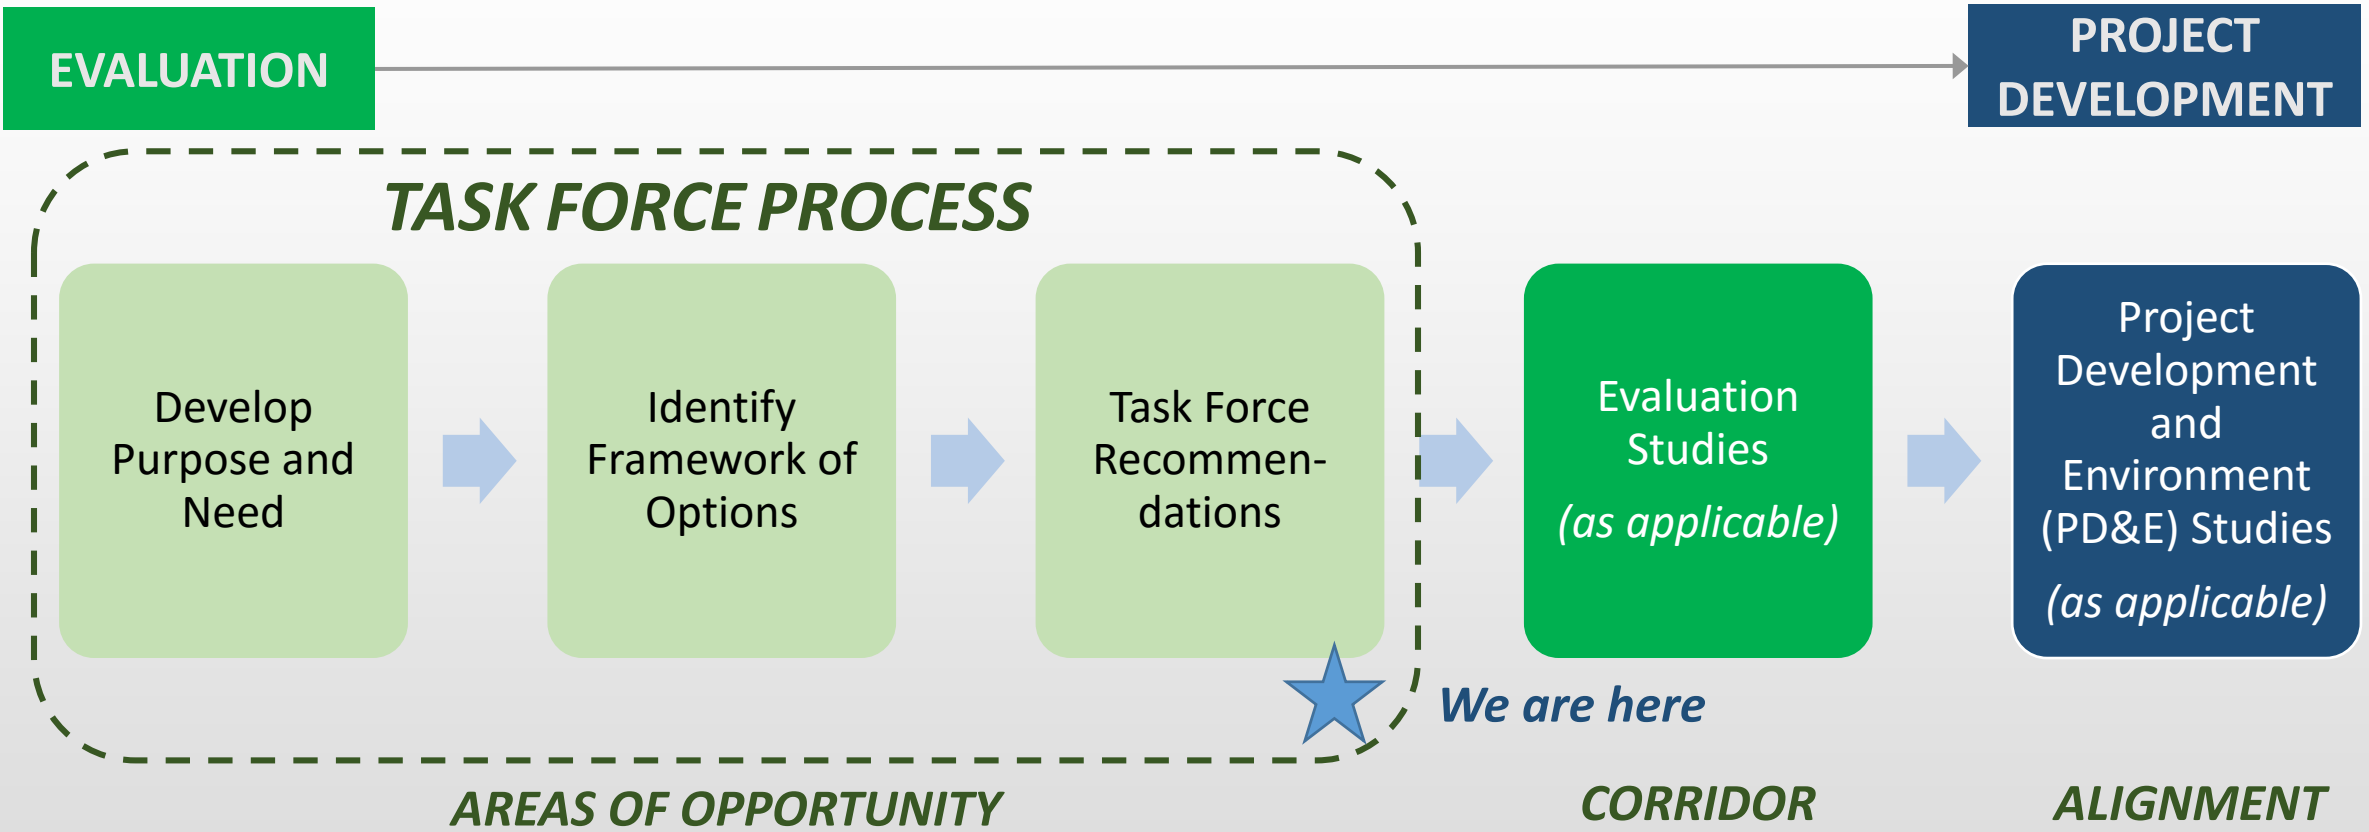 EVALUATION
PROJECT
DEVELOPMENT
TASK FORCE PROCESS
Develop
Purpose and
Need
Identify
Framework of
Options
Task Force
Recommen-
dations
Evaluation
Studies
(as applicable)
Project
Development
and
Environment
(PD&E) Studies
(as applicable)
We are here
AREAS OF OPPORTUNITY
CORRIDOR
ALIGNMENT